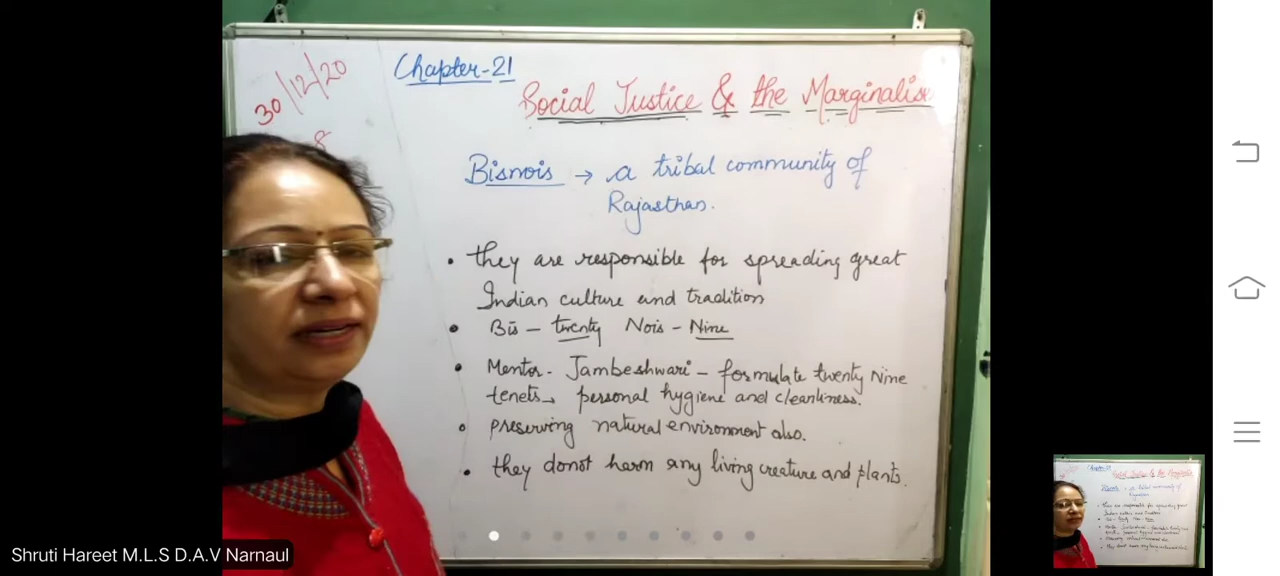 30/12/20
Chapter-21
Social Justice & the Marginalise
8
Bisnois → a tribal community of
Rajasthan.
• they are responsible for spreading great
Indian culture and tradition
• Bis - twenty Nois - Nine
• Mentor - Jambeshwari - formulate twenty Nine
tenets → personal hygiene and cleanliness.
• preserving natural environment also.
• they donot harm any living creature and plants.
Shruti Hareet M.L.S D.A.V Narnaul